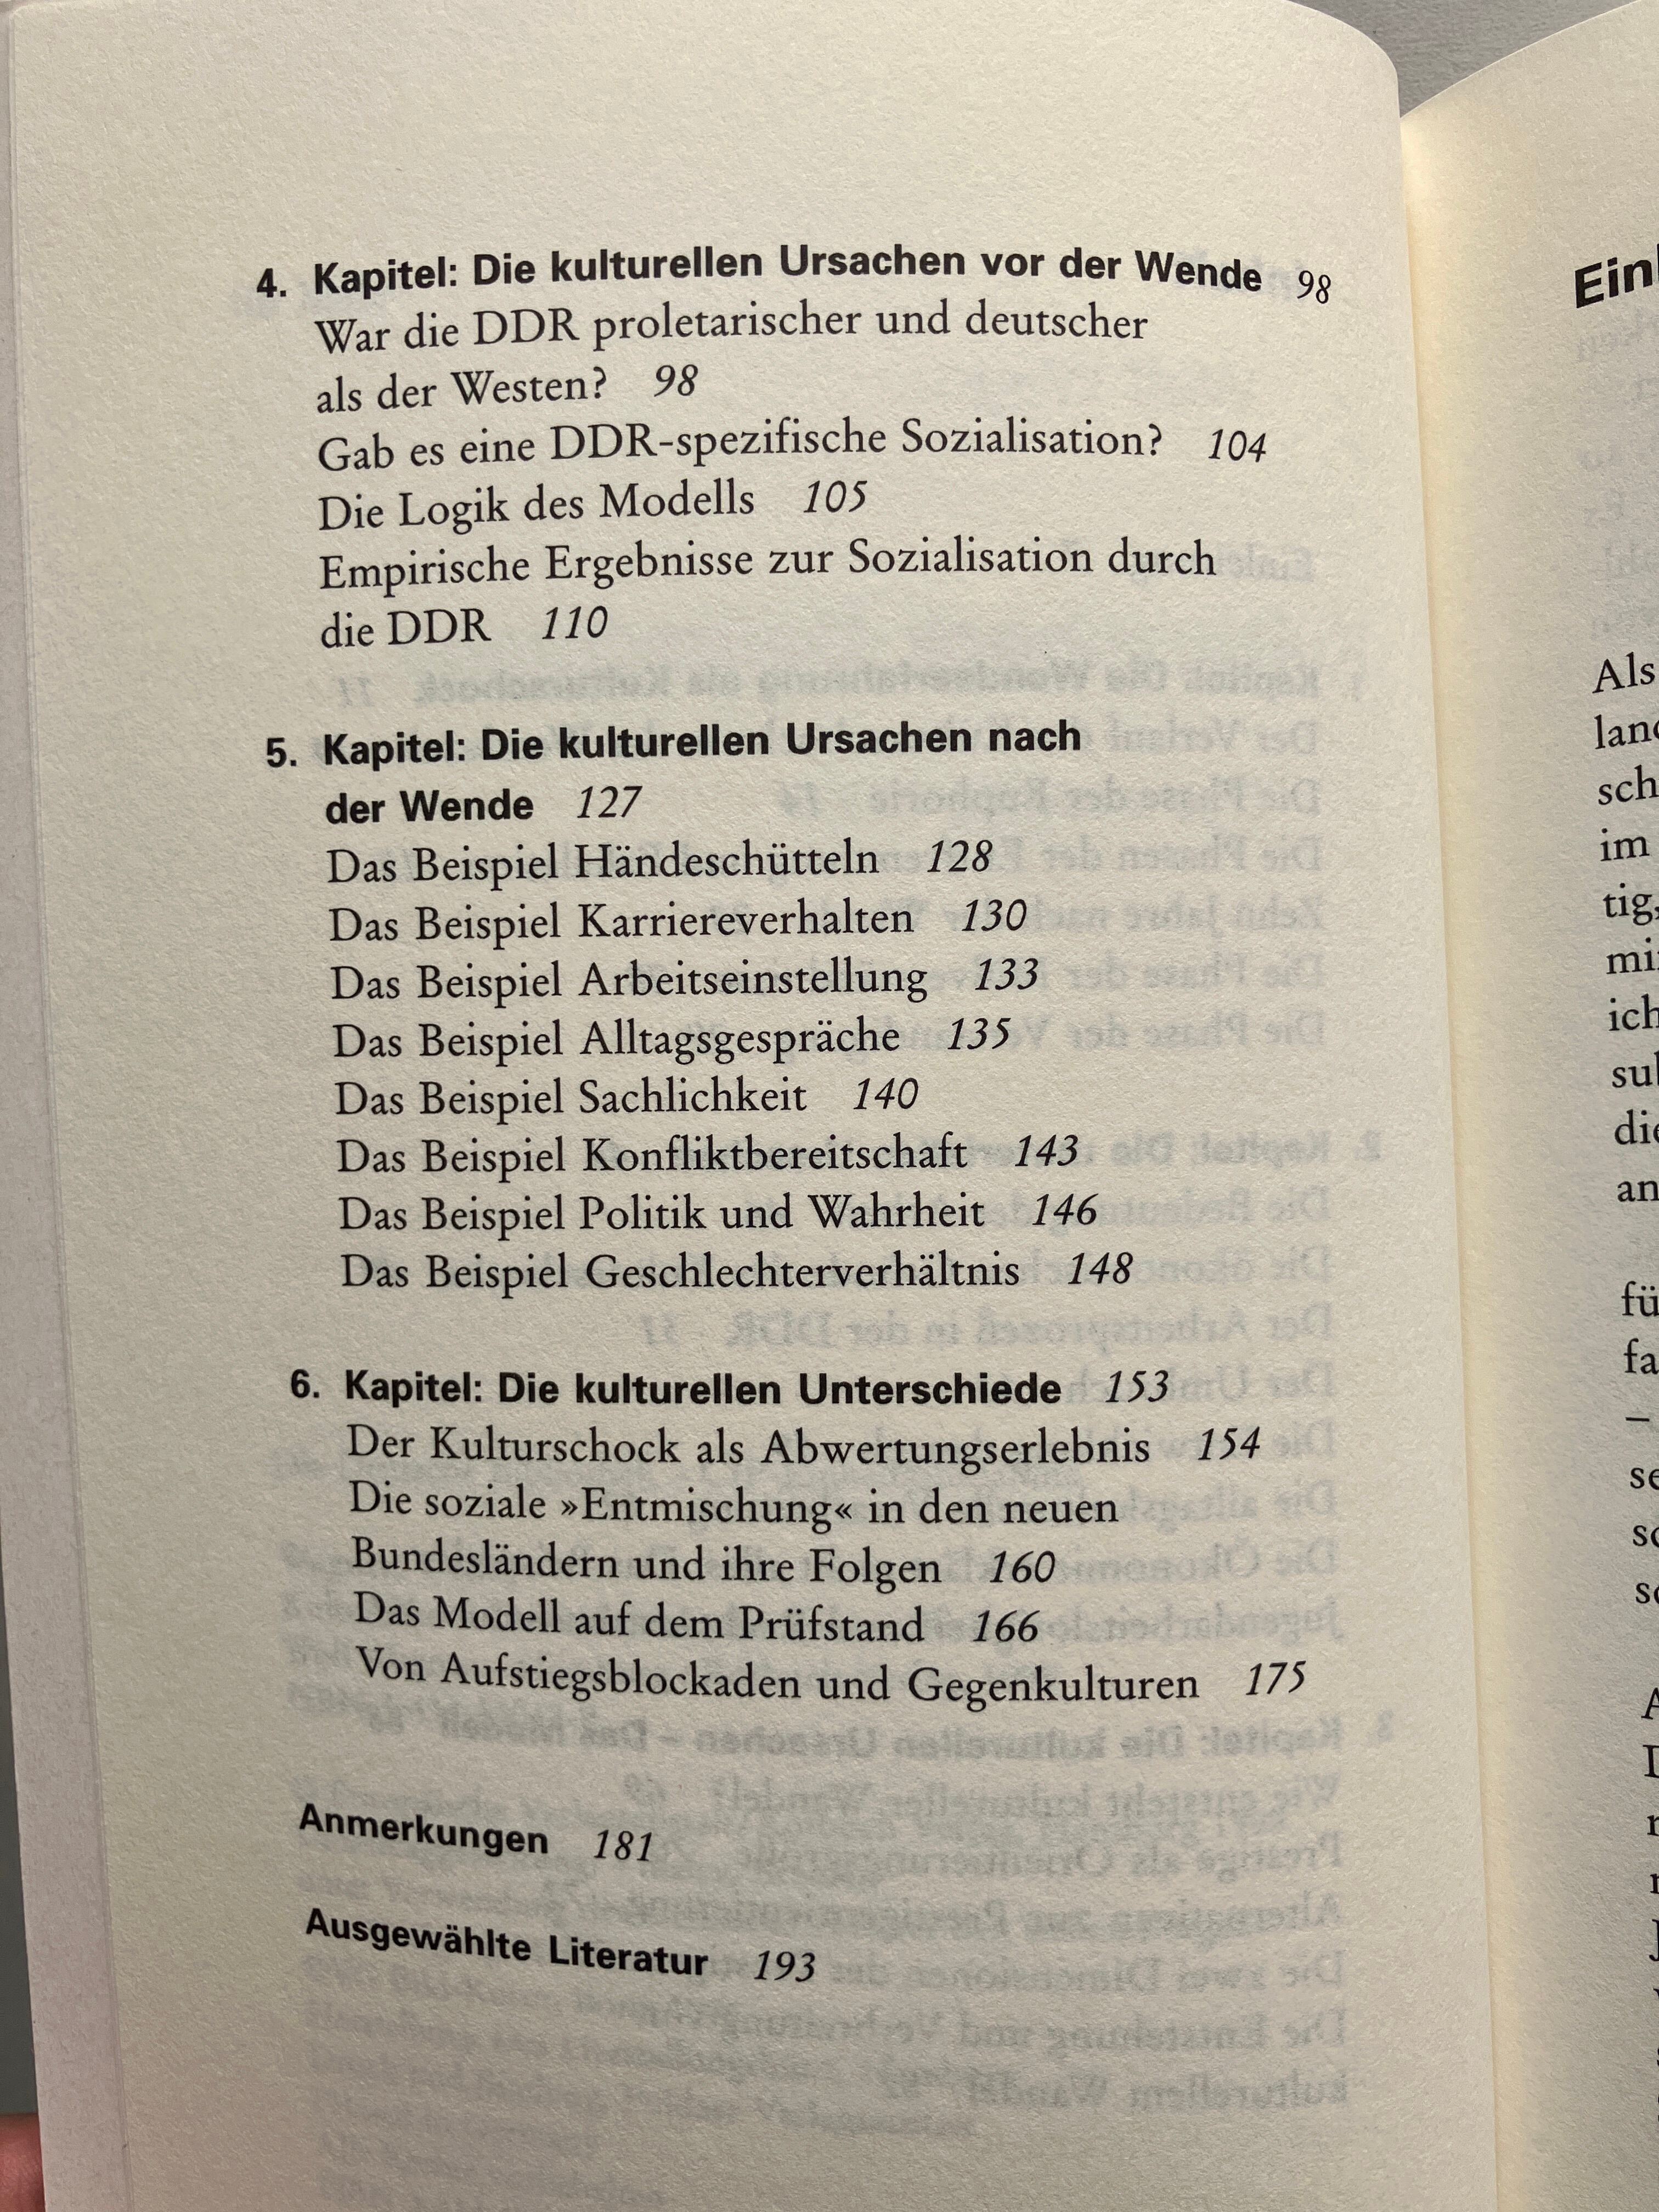 4. Kapitel: Die kulturellen Ursachen vor der Wende 98
War die DDR proletarischer und deutscher
als der Westen? 98
Gab es eine DDR-spezifische Sozialisation? 104
Die Logik des Modells 105
Empirische Ergebnisse zur Sozialisation durch
die DDR 110
5. Kapitel: Die kulturellen Ursachen nach
der Wende 127
Das Beispiel Händeschütteln 128
Das Beispiel Karriereverhalten 130
Das Beispiel Arbeitseinstellung 133
Das Beispiel Alltagsgespräche 135
Das Beispiel Sachlichkeit 140
Das Beispiel Konfliktbereitschaft 143
Das Beispiel Politik und Wahrheit 146
Das Beispiel Geschlechterverhältnis 148
6. Kapitel: Die kulturellen Unterschiede 153
Der Kulturschock als Abwertungserlebnis 154
Die soziale »Entmischung« in den neuen
Bundesländern und ihre Folgen 160
Das Modell auf dem Prüfstand 166
Von Aufstiegsblockaden und Gegenkulturen 175
Anmerkungen 181
Ausgewählte Literatur 193
Als
im